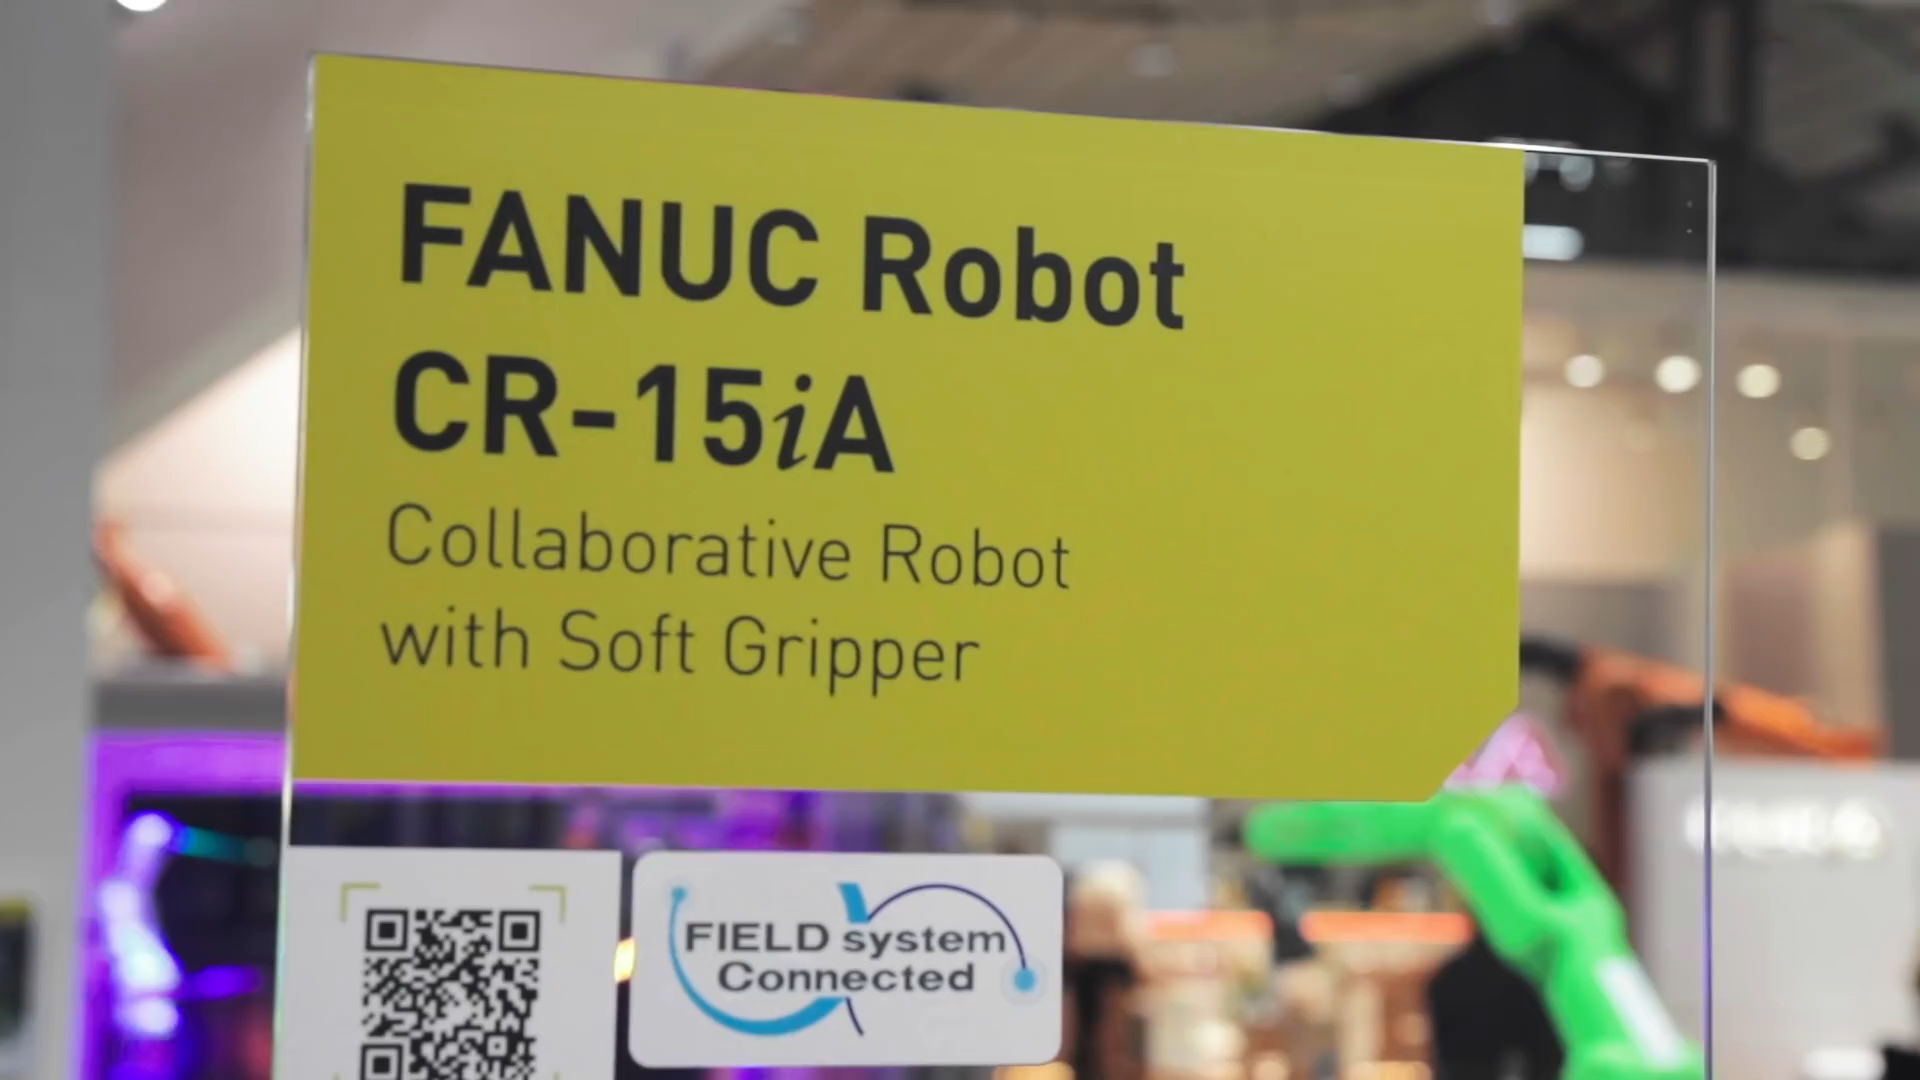 FANUC Robot
CR-15iA
Collaborative Robot
with Soft Gripper
FIELD system
Connected